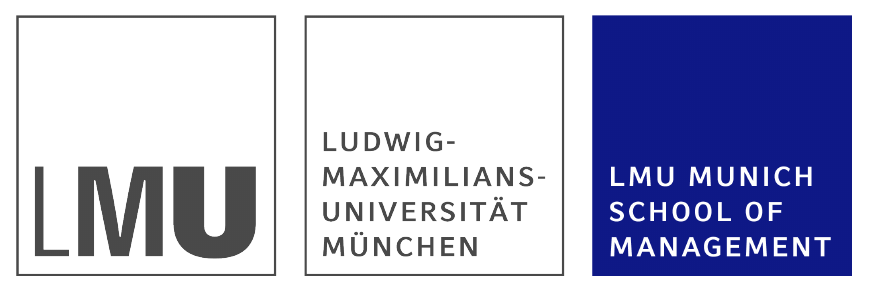 LMU
LUDWIG-
MAXIMILIANS-
UNIVERSITÄT
MÜNCHEN
LMU MUNICH
SCHOOL OF
MANAGEMENT